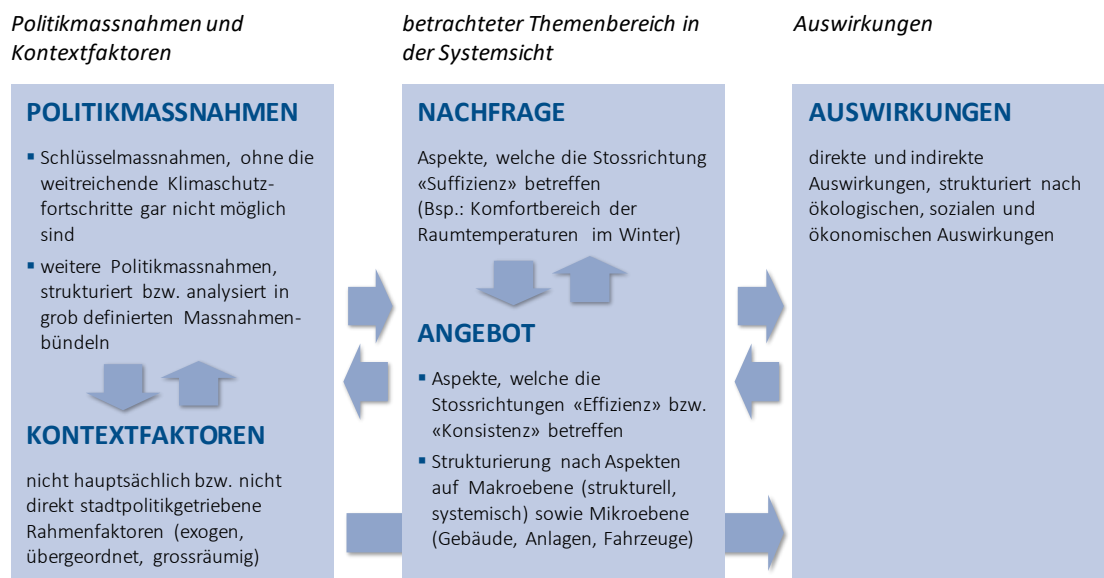 Politikmassnahmen und
Kontextfaktoren
POLITIKMASSNAHMEN
▪ Schlüsselmassnahmen, ohne die
weitreichende Klimaschutz-
fortschritte gar nicht möglich
sind
▪ weitere Politikmassnahmen,
strukturiert bzw. analysiert in
grob definierten Massnahmen-
bündeln
KONTEXTFAKTOREN
nicht hauptsächlich bzw. nicht
direkt stadtpolitikgetriebene
Rahmenfaktoren (exogen,
übergeordnet, grossräumig)
betrachteter Themenbereich in
der Systemsicht
NACHFRAGE
Aspekte, welche die Stossrichtung
«Suffizienz» betreffen
(Bsp.: Komfortbereich der
Raumtemperaturen im Winter)
ANGEBOT
▪ Aspekte, welche die
Stossrichtungen «Effizienz» bzw.
«Konsistenz» betreffen
▪ Strukturierung nach Aspekten
auf Makroebene (strukturell,
systemisch) sowie Mikroebene
(Gebäude, Anlagen, Fahrzeuge)
Auswirkungen
AUSWIRKUNGEN
direkte und indirekte
Auswirkungen, strukturiert nach
ökologischen, sozialen und
ökonomischen Auswirkungen